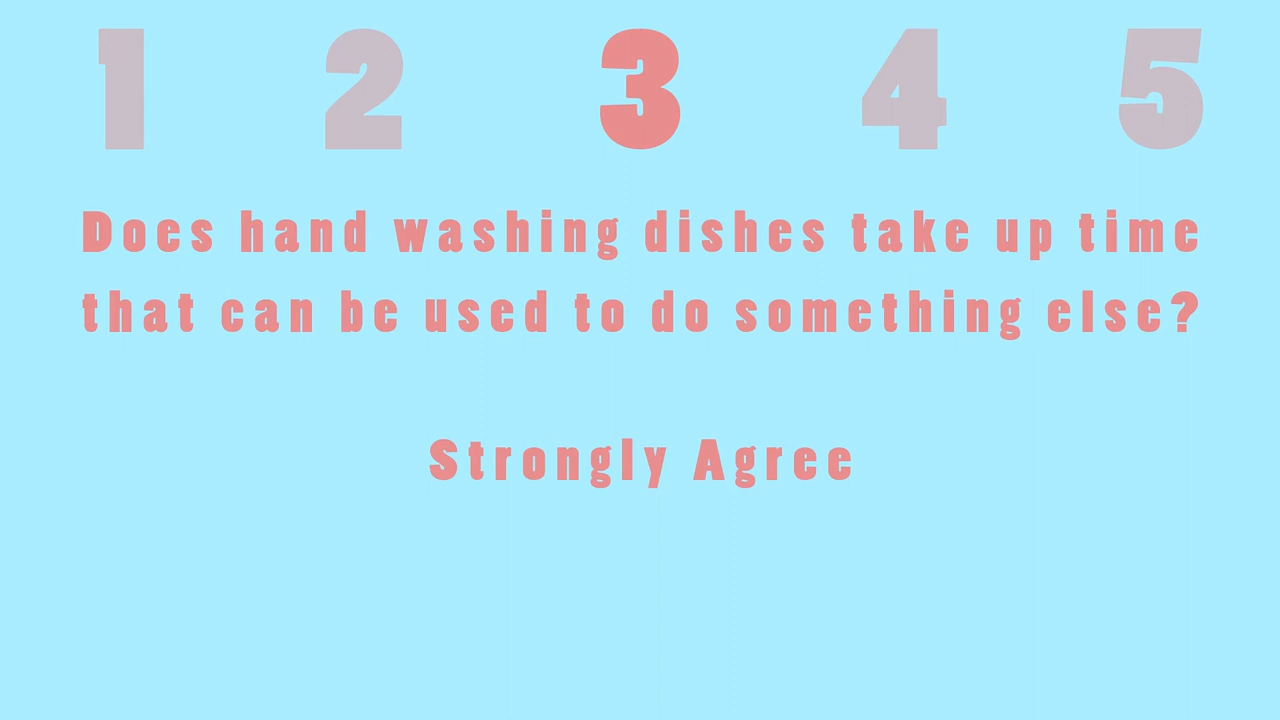 1 2 3 4 5
Does hand washing dishes take up time
that can be used to do something else?
Strongly Agree